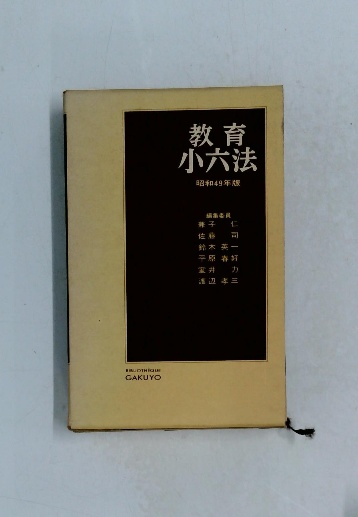 教育
小六法
昭和49年版
編集委員
兼子 仁
佐藤 司
鈴木英一
平原春好
室井 力
渡辺孝三
BIBLIOTHÈQUE
GAKUYO